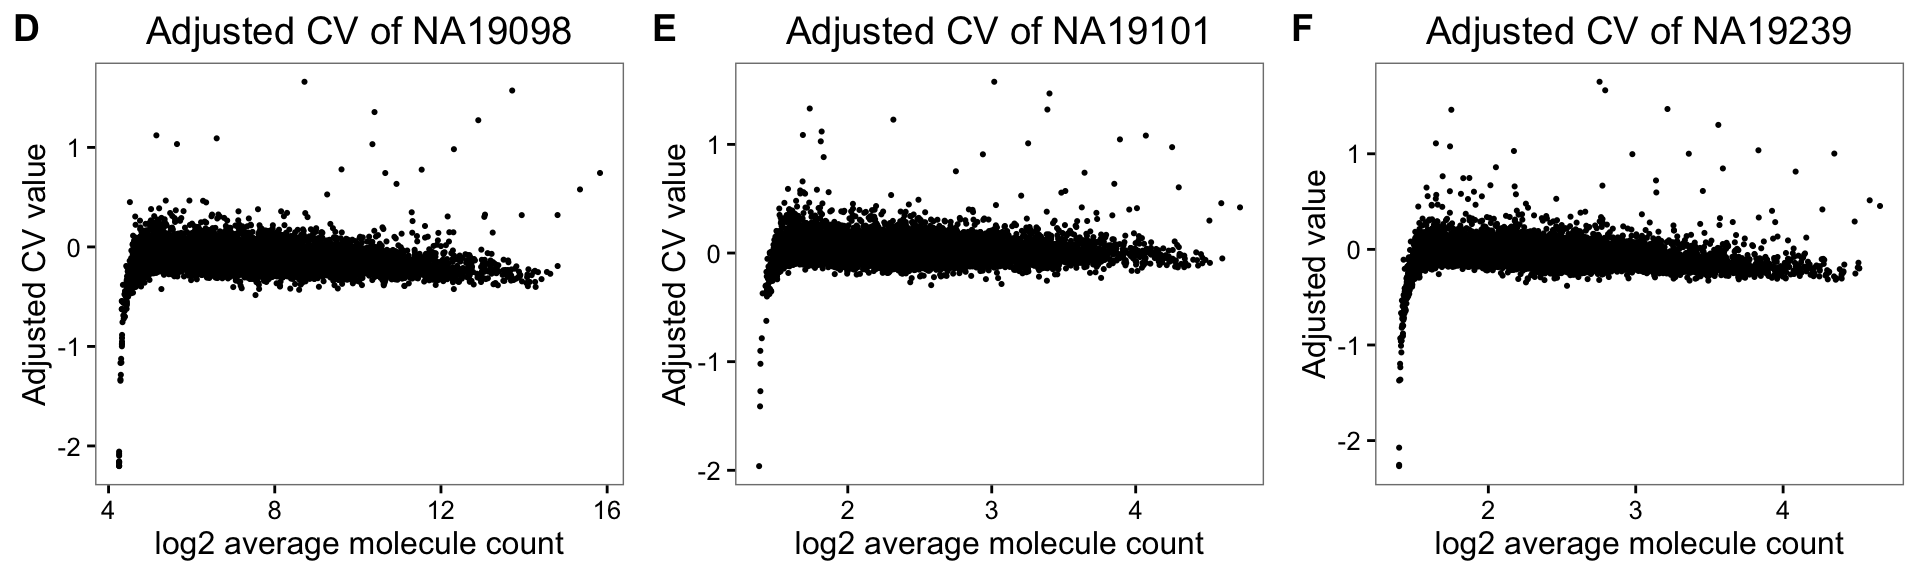 D Adjusted CV of NA19098
Adjusted CV value
1
0
-1
-2
4 8 12 16
log2 average molecule count
E Adjusted CV of NA19101
Adjusted CV value
1
0
-1
-2
2 3 4
log2 average molecule count
F Adjusted CV of NA19239
Adjusted value
1
0
-1
-2
2 3 4
log2 average molecule count